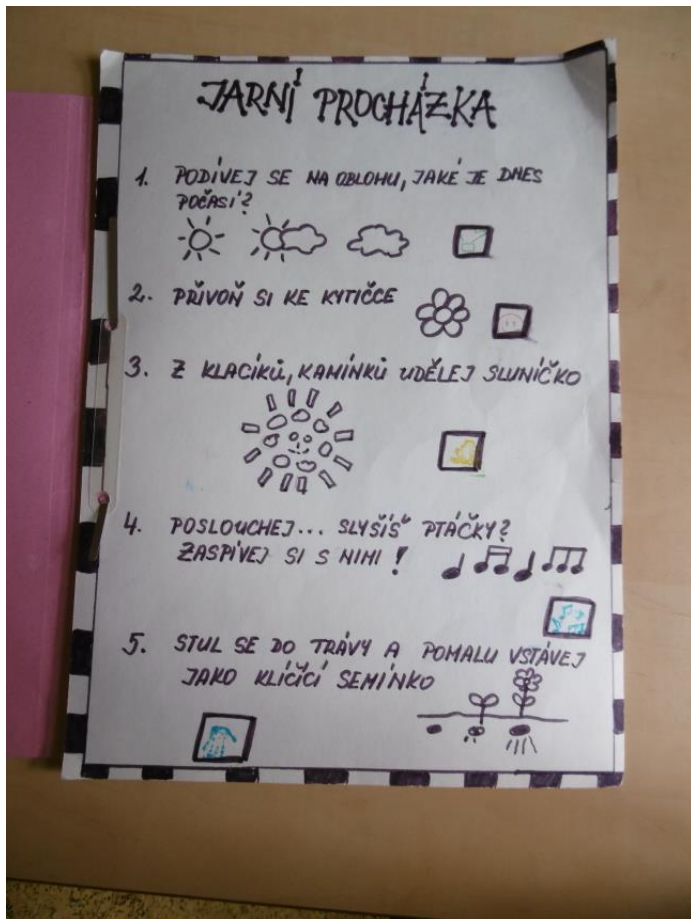 JARNÍ PROCHÁZKA
1. PODÍVEJ SE NA OBLOHU, JAKÉ JE DNES
POČASÍ?
2. PŘIVOŇ SI KE KYTIČCE
3. Z KLACÍKŮ, KAMÍNKŮ UDĚLEJ SLUNÍČKO
4. POSLOUCHEJ... SLYŠÍŠ PTÁČKY?
ZASPÍVEJ SI S NIMI!
5. STUL SE DO TRÁVY A POMALU VSTÁVEJ
JAKO KLÍČÍCÍ SEMÍNKO